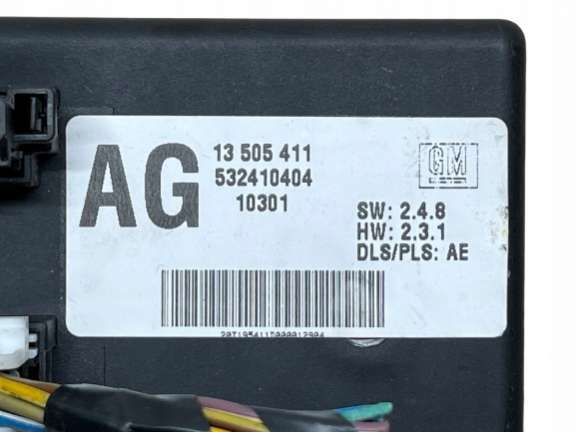 AG
13 505 411
532410404
10301
GM
SW: 2.4.8
HW: 2.3.1
DLS/PLS: AE